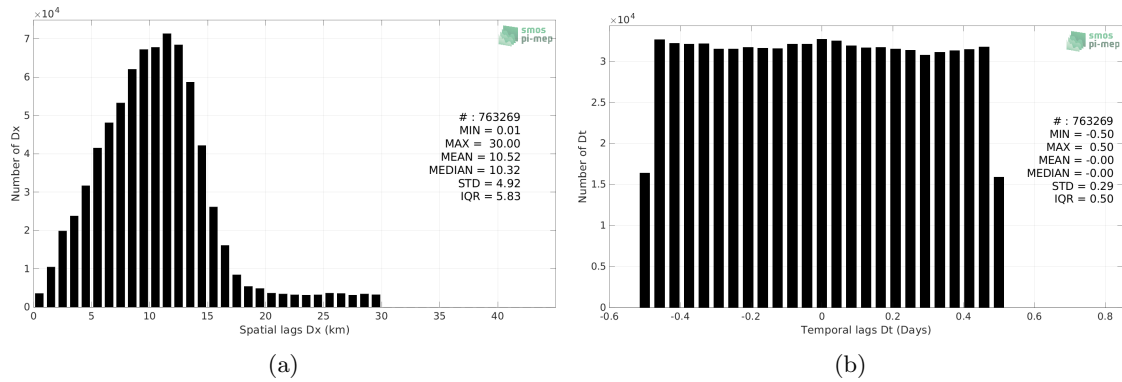 ×10⁴
7
6
5
4
3
2
1
0
Number of Dx
0 5 10 15 20 25 30 35 40
Spatial lags Dx (km)
smos
pi-mep
# : 763269
MIN = 0.01
MAX = 30.00
MEAN = 10.52
MEDIAN = 10.32
STD = 4.92
IQR = 5.83
(a)
×10⁴
3
2.5
2
1.5
1
0.5
0
Number of Dt
-0.6 -0.4 -0.2 0 0.2 0.4 0.6 0.8
Temporal lags Dt (Days)
smos
pi-mep
# : 763269
MIN = -0.50
MAX = 0.50
MEAN = -0.00
MEDIAN = -0.00
STD = 0.29
IQR = 0.50
(b)